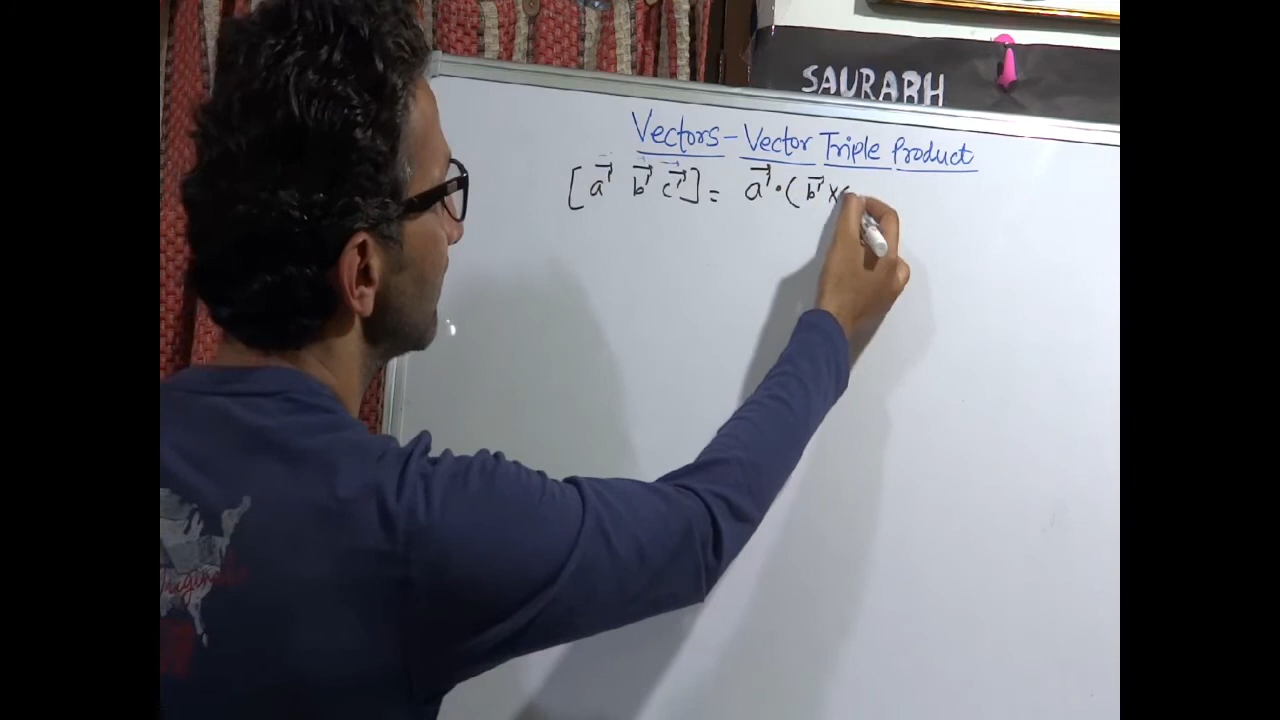 SAURABH
Vectors - Vector Triple Product
[a⃗ b⃗ c⃗] = a⃗ · (b⃗ ×